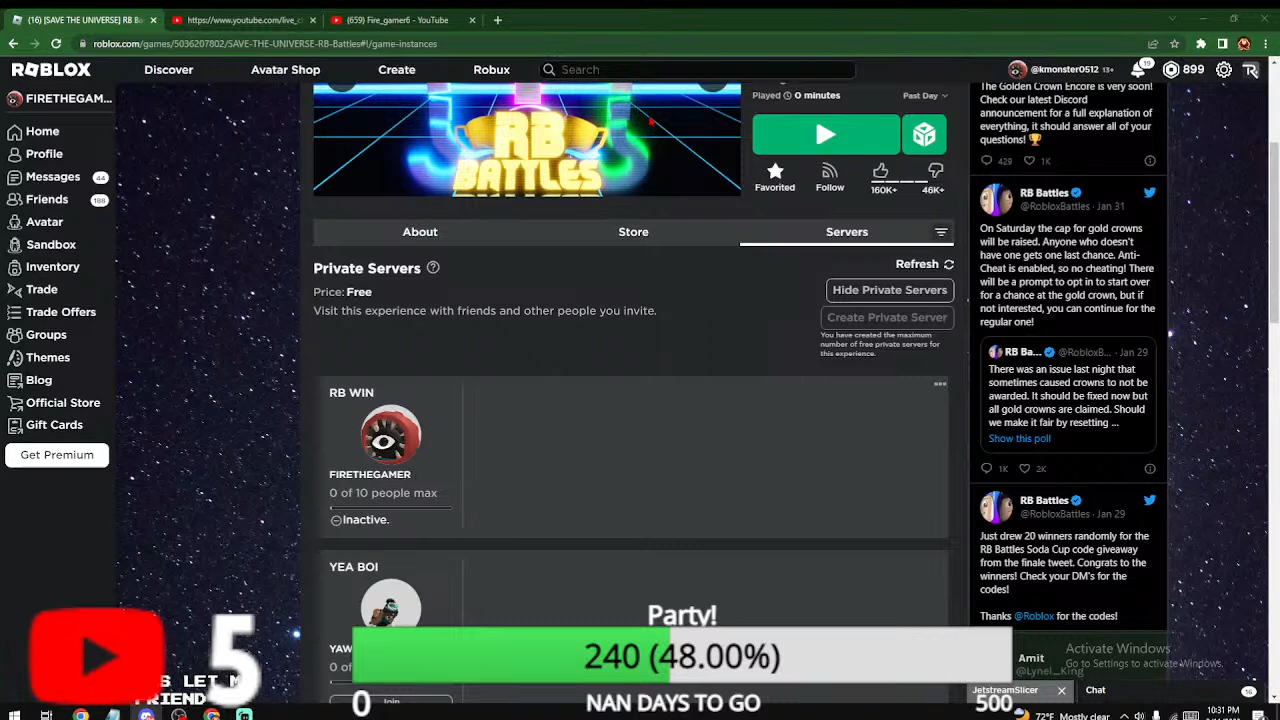 (16) [SAVE THE UNIVERSE] RB Ba
https://www.youtube.com/live_c
(659) Fire_gamer6 - YouTube
roblox.com/games/5036207802/SAVE-THE-UNIVERSE-RB-Battles#!/game-instances
ROBLOX
Discover
Avatar Shop
Create
Robux
Search
@kmonster0512 13+
19
899
FIRETHEGAM...
Home
Profile
Messages 44
Friends 188
Avatar
Sandbox
Inventory
Trade
Trade Offers
Groups
Themes
Blog
Official Store
Gift Cards
Get Premium
RB
BATTLES
Played 0 minutes
Past Day
Favorited
Follow
160K+
46K+
About
Store
Servers
Private Servers
Refresh
Price: Free
Visit this experience with friends and other people you invite.
Hide Private Servers
Create Private Server
You have created the maximum
number of free private servers for
this experience.
RB WIN
FIRETHEGAMER
0 of 10 people max
Inactive.
YEA BOI
YAW
0 of
Join
The Golden Crown Encore is very soon!
Check our latest Discord
announcement for a full explanation of
everything, it should answer all of your
questions! 🏆
429 1K
RB Battles
@RobloxBattles · Jan 31
On Saturday the cap for gold crowns
will be raised. Anyone who doesn't
have one gets one last chance. Anti-
Cheat is enabled, so no cheating! There
will be a prompt to opt in to start over
for a chance at the gold crown, but if
not interested, you can continue for the
regular one!
RB Ba... @RobloxB... · Jan 29
There was an issue last night that
sometimes caused crowns to not be
awarded. It should be fixed now but
all gold crowns are claimed. Should
we make it fair by resetting ...
Show this poll
1K 2K
RB Battles
@RobloxBattles · Jan 29
Just drew 20 winners randomly for the
RB Battles Soda Cup code giveaway
from the finale tweet. Congrats to the
winners! Check your DM's for the
codes!
Thanks @Roblox for the codes!
Amit
@Lynel_King
Activate Windows
Go to Settings to activate Windows.
JetstreamSlicer
Chat
16
5
S LET M
FRIEND
Party!
240 (48.00%)
0
NAN DAYS TO GO
500
72°F Mostly clear
10:31 PM